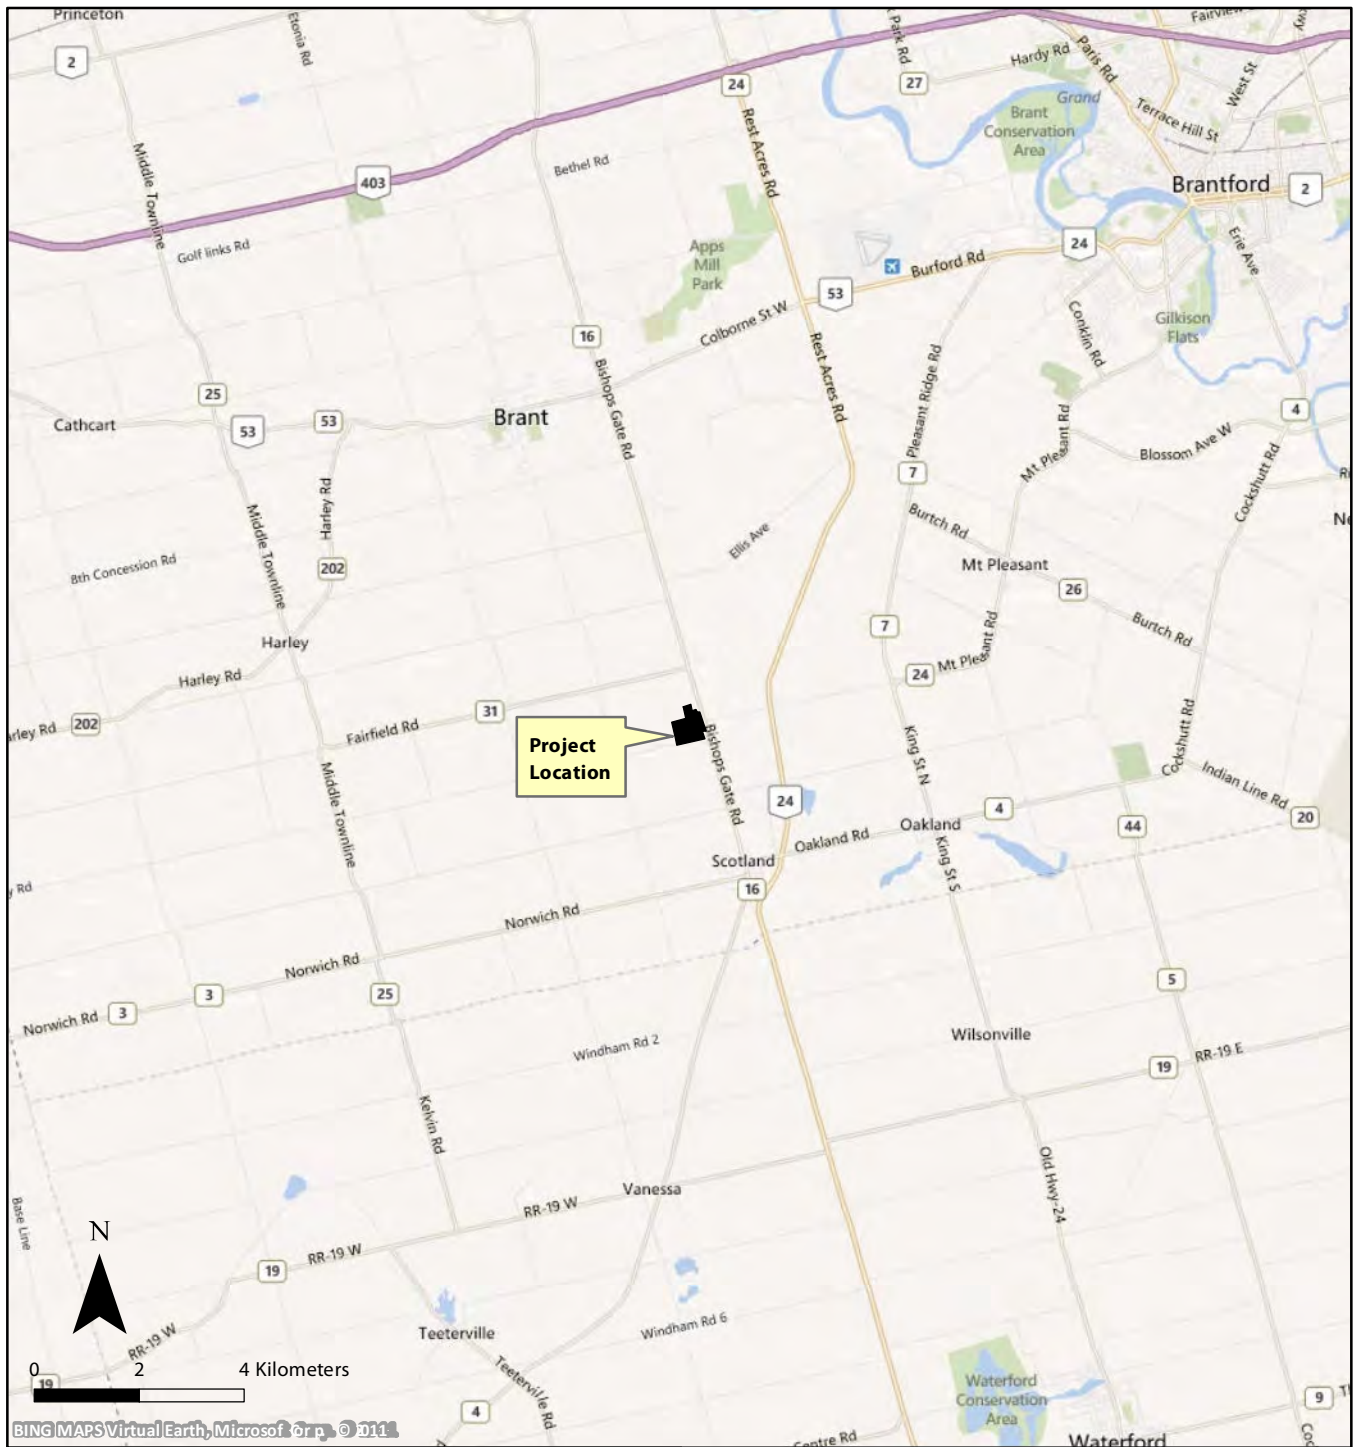 Princeton
Etonia Rd
Park Rd
Fairview
2
24
27
Hardy Rd
Paris Rd
West St
Grand
Brant
Conservation
Area
Terrace Hill St
Middle Townline
Rest Acres Rd
Bethel Rd
403
Brantford
2
Golf links Rd
Apps
Mill
Park
24
Erie Ave
Burford Rd
53
Colborne St W
Conklin Rd
Gilkison
Flats
16
Rest Acres Rd
Bishops Gate Rd
Pleasant Ridge Rd
25
53
53
Cathcart
Brant
4
Mt Pleasant Rd
Blossom Ave W
7
Cockshutt Rd
Harley Rd
Middle Townline
Burtch Rd
Ellis Ave
8th Concession Rd
202
Mt Pleasant
26
7
Burtch Rd
Harley
Mt Pleasant Rd
24
Harley Rd
202
31
Fairfield Rd
Project
Location
Bishops Gate Rd
King St N
Cockshutt Rd
Indian Line Rd
Middle Townline
24
4
20
44
Oakland
Oakland Rd
King St S
Scotland
16
Norwich Rd
Norwich Rd
3
3
25
Norwich Rd
5
Wilsonville
Windham Rd 2
19
RR-19 E
Kelvin Rd
Old Hwy-24
Vanessa
RR-19 W
Base Line
N
RR-19 W
19
Windham Rd 6
Teeterville
RR-19 W
Teeterville Rd
0 2 4 Kilometers
19
Waterford
Conservation
Area
9
4
Centre Rd
Waterford
BING MAPS Virtual Earth, Microsof Corp. © 2011